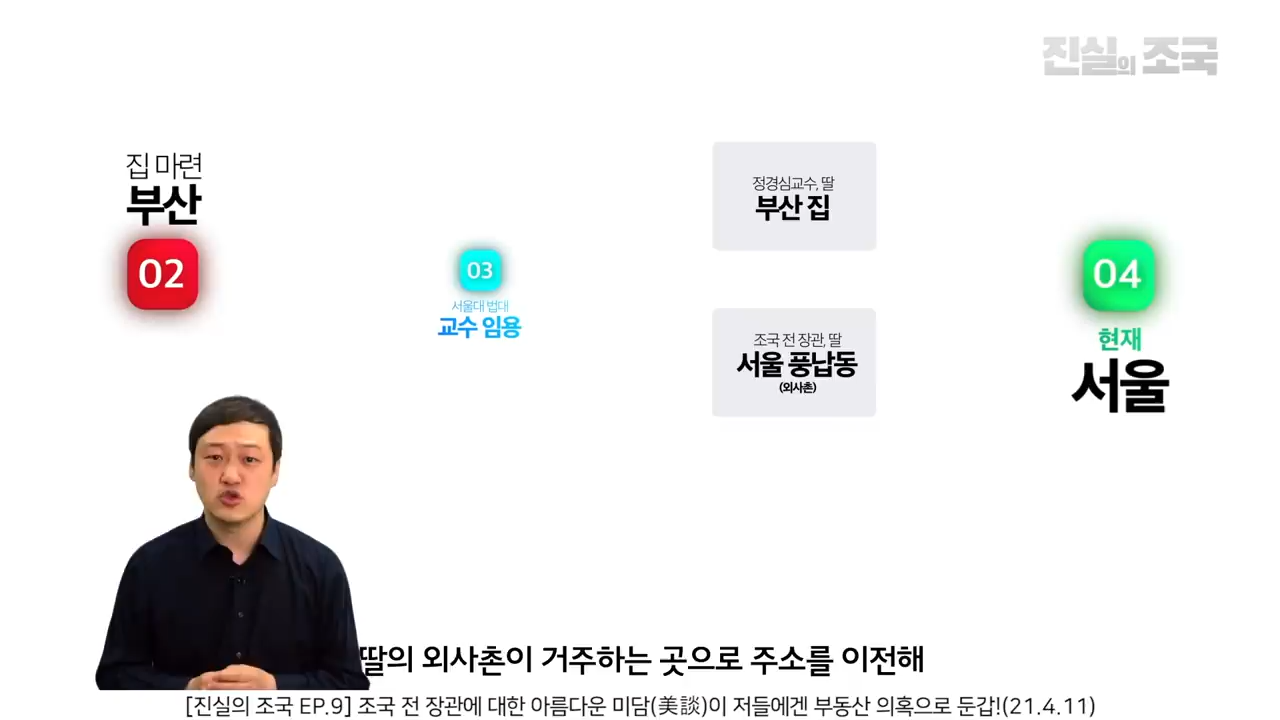 진실의 조국
집 마련
부산
02
03
서울대 법대
교수 임용
정경심교수, 딸
부산 집
조국 전 장관, 딸
서울 풍납동
(외사촌)
04
현재
서울
딸의 외사촌이 거주하는 곳으로 주소를 이전해
[진실의 조국 EP.9] 조국 전 장관에 대한 아름다운 미담(美談)이 저들에겐 부동산 의혹으로 둔갑!(21.4.11)